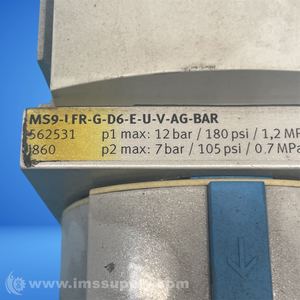 MS9-LFR-G-D6-E-U-V-AG-BAR
562531 p1 max: 12 bar / 180 psi / 1,2 MP
J860 p2 max: 7 bar / 105 psi / 0.7 MPa
© www.imssupply.com